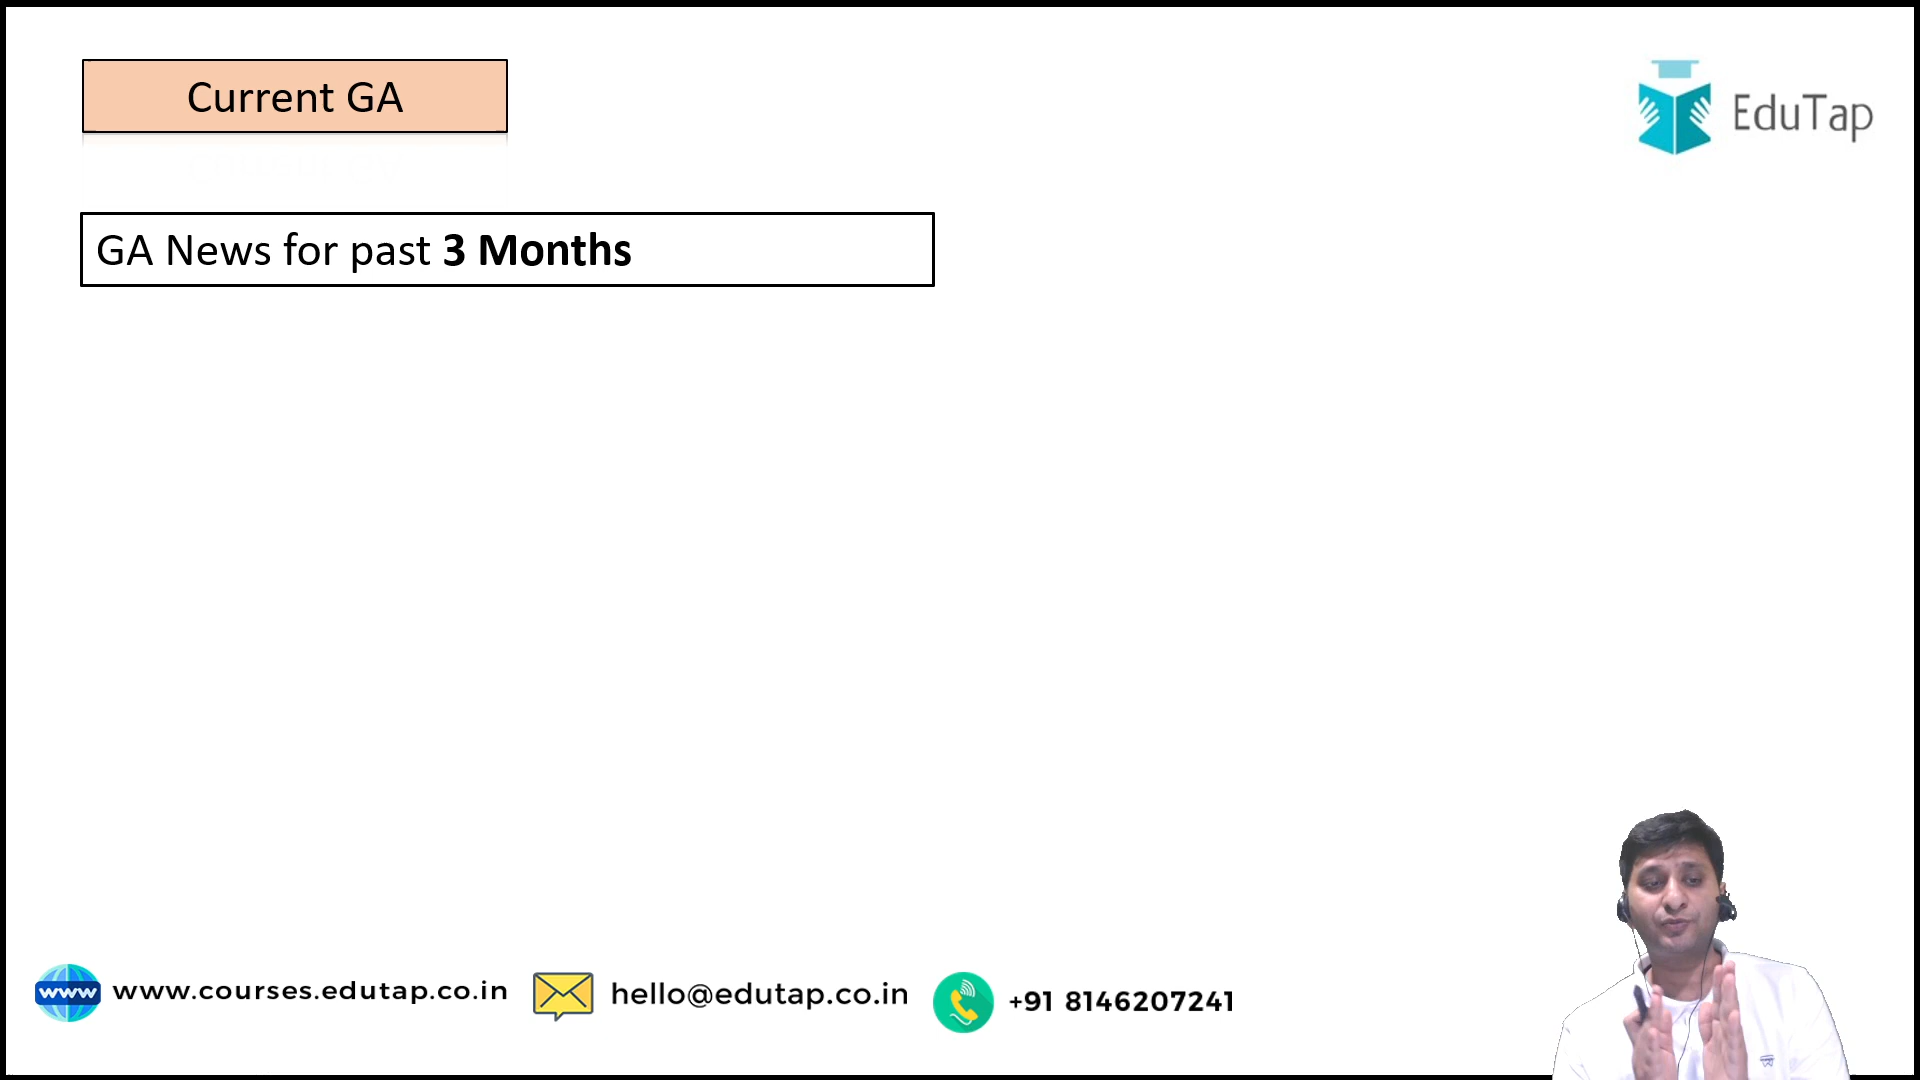 Current GA
EduTap
GA News for past 3 Months
www www.courses.edutap.co.in hello@edutap.co.in +91 8146207241